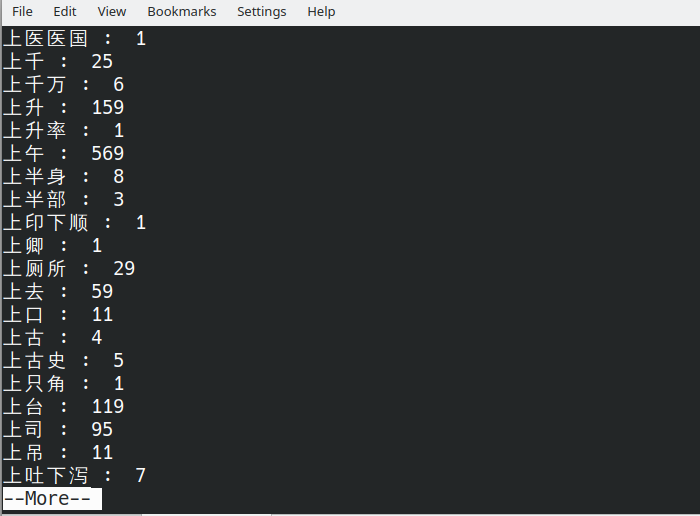 File Edit View Bookmarks Settings Help
上医医国 : 1
上千 : 25
上千万 : 6
上升 : 159
上升率 : 1
上午 : 569
上半身 : 8
上半部 : 3
上印下顺 : 1
上卿 : 1
上厕所 : 29
上去 : 59
上口 : 11
上古 : 4
上古史 : 5
上只角 : 1
上台 : 119
上司 : 95
上吊 : 11
上吐下泻 : 7
--More--